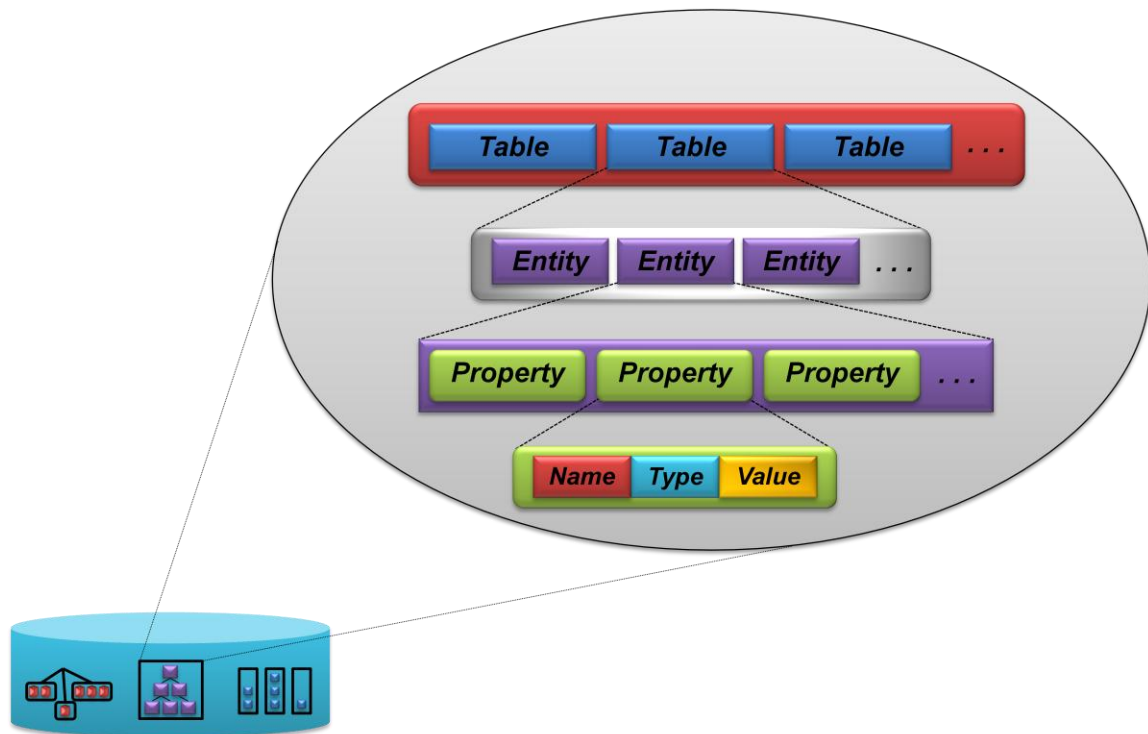 Table Table Table . . .
Entity Entity Entity . . .
Property Property Property . . .
Name Type Value